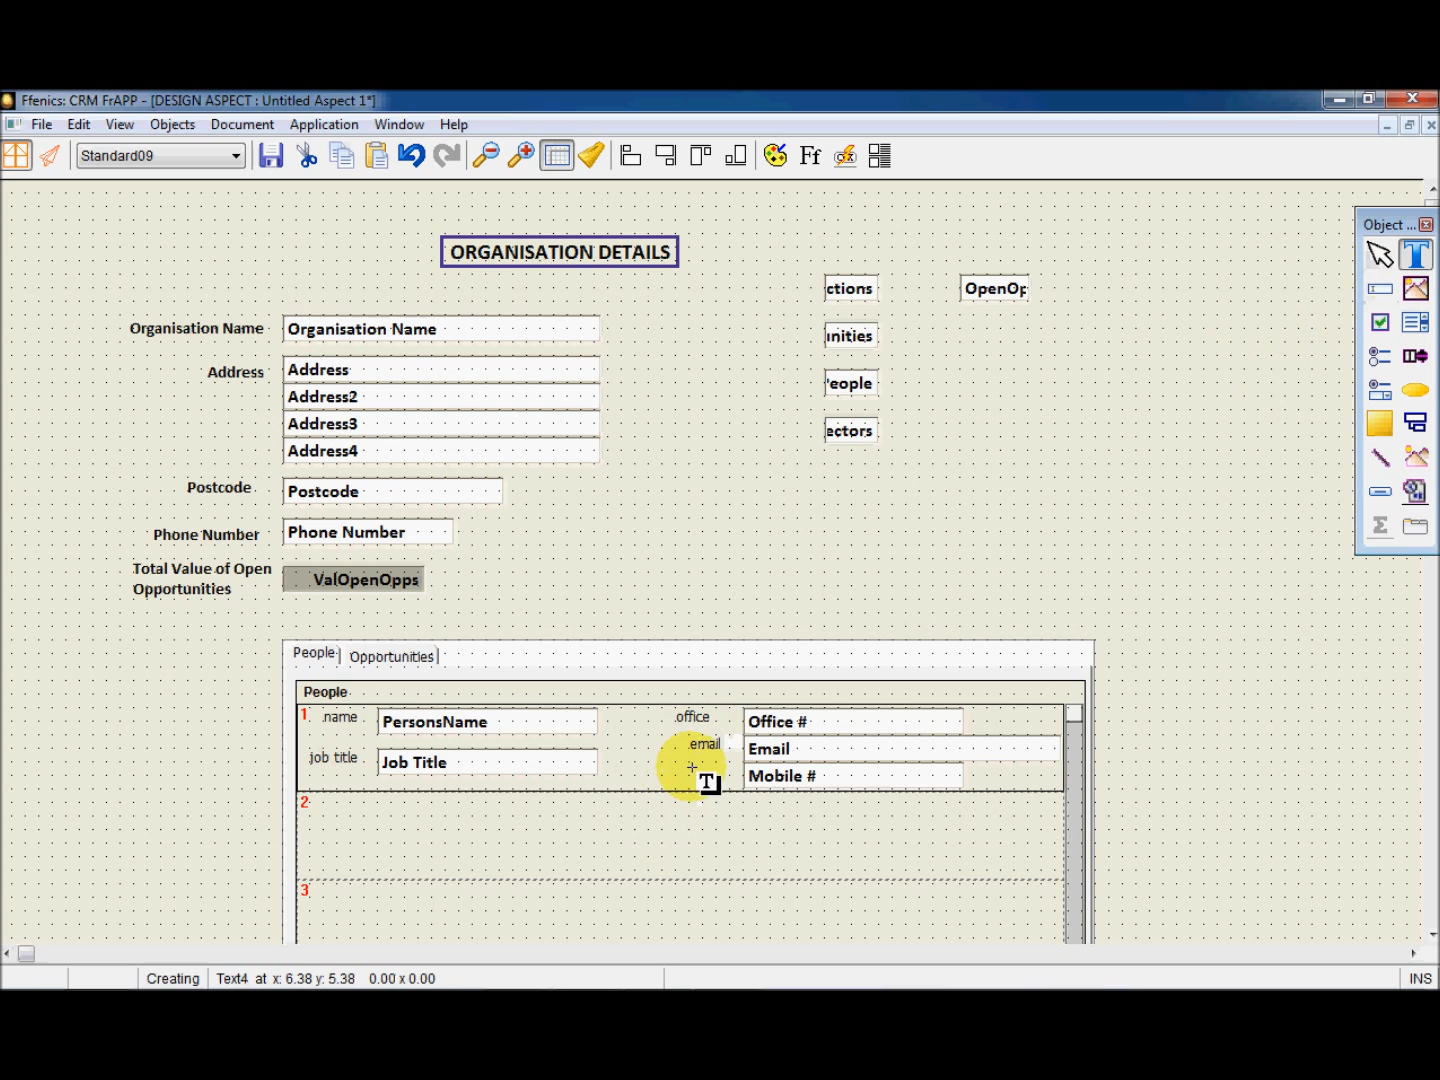 Ffenics: CRM FrAPP - [DESIGN ASPECT : Untitled Aspect 1*]
File Edit View Objects Document Application Window Help
Standard09 Ff
Object ...
T
ORGANISATION DETAILS
ctions OpenOp
Organisation Name Organisation Name
nities
Address Address
Address2 'eople
Address3
ectors
Address4
Postcode Postcode
Phone Number Phone Number
Total Value of Open
Opportunities ValOpenOpps
People Opportunities
People
1 name PersonsName office Office #
email Email
job title Job Title Mobile #
T
2
3
Creating Text4 at x: 6.38 y: 5.38 0.00 x 0.00 INS